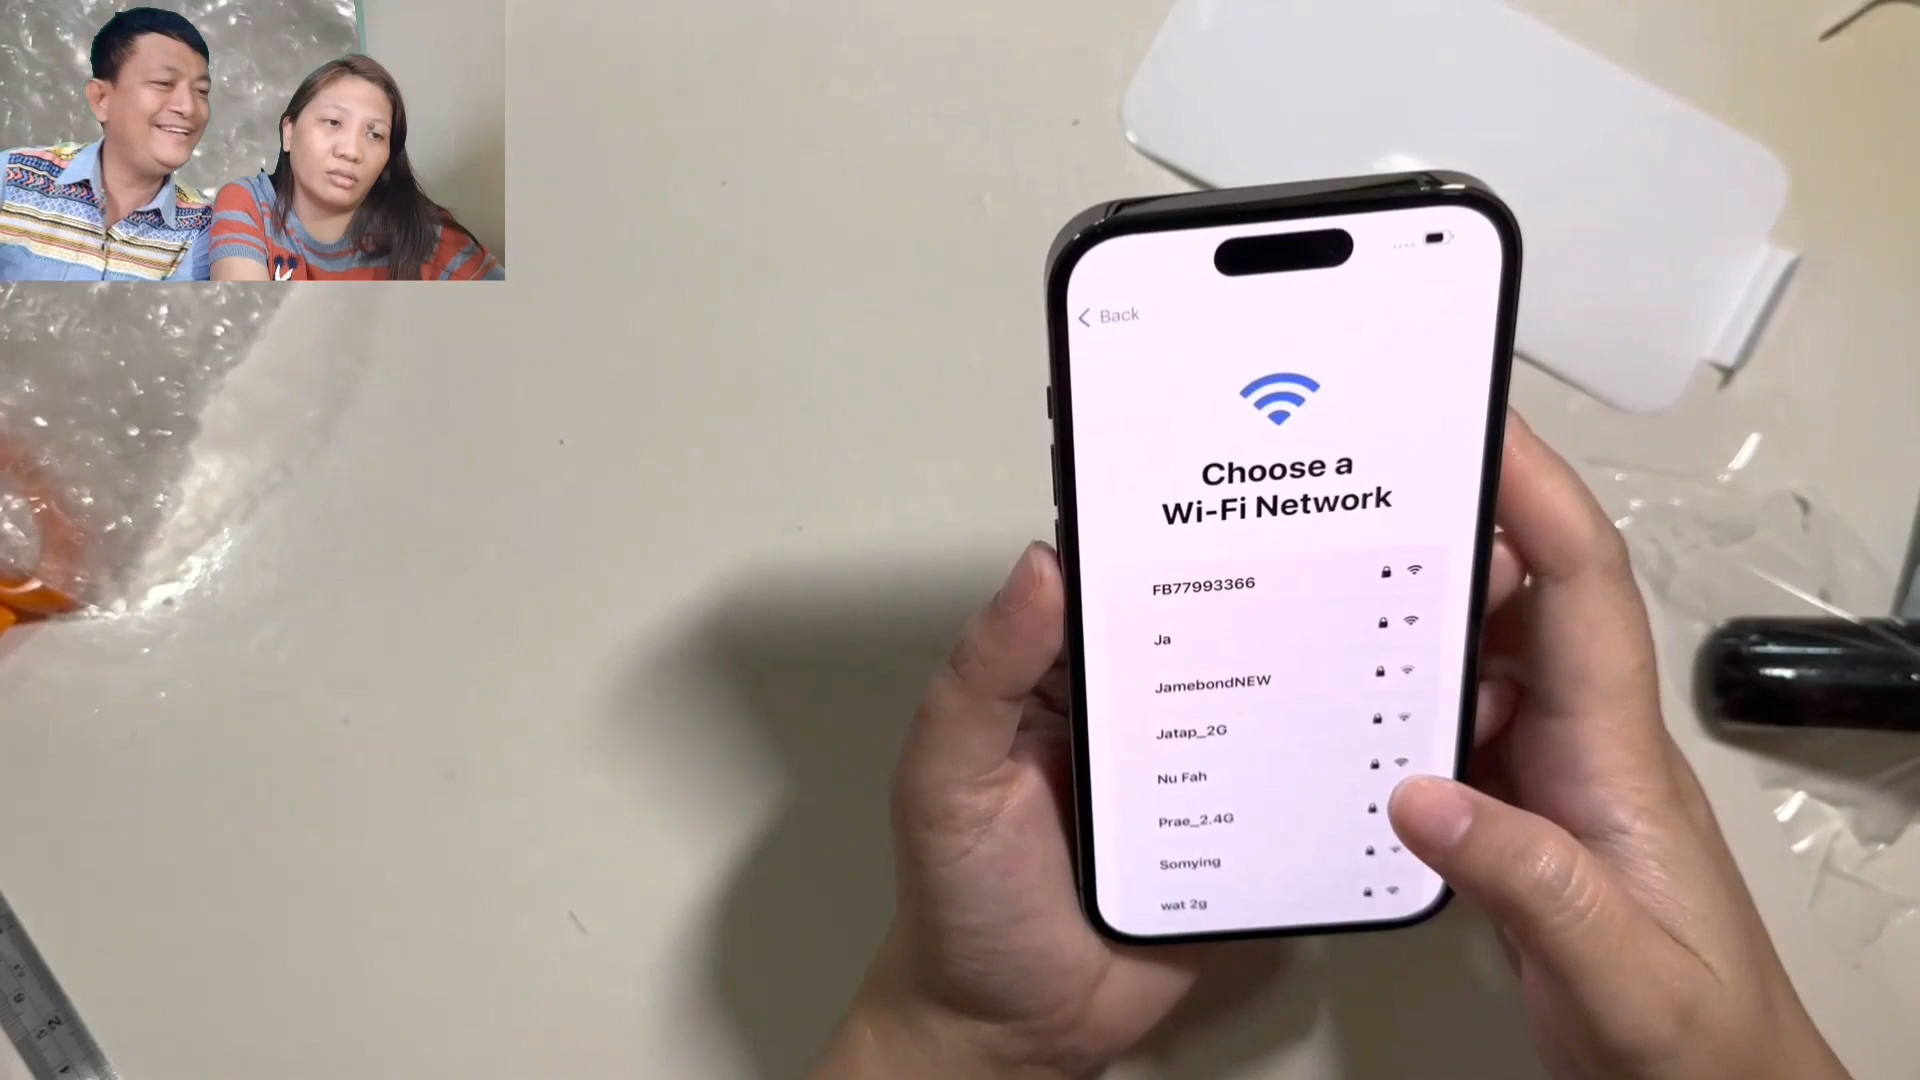 Back
Choose a
Wi-Fi Network
FB77993366
Ja
JamebondNEW
Jatap_2G
Nu Fah
Prae_2.4G
Somying
wat 2g